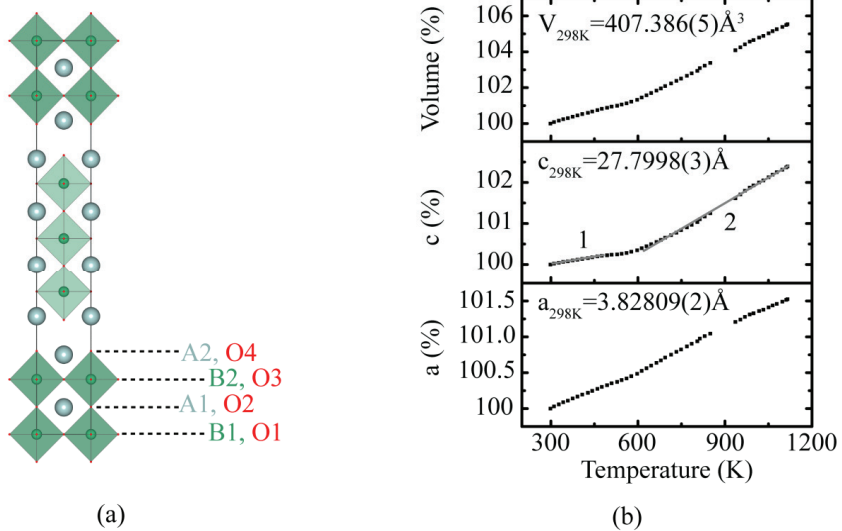 A2, O4
B2, O3
A1, O2
B1, O1
(a)
Volume (%)
106
104
102
100
V298K=407.386(5)Å3
c (%)
102
101
100
c298K=27.7998(3)Å
1
2
a (%)
101.5
101.0
100.5
100
a298K=3.82809(2)Å
300 600 900 1200
Temperature (K)
(b)